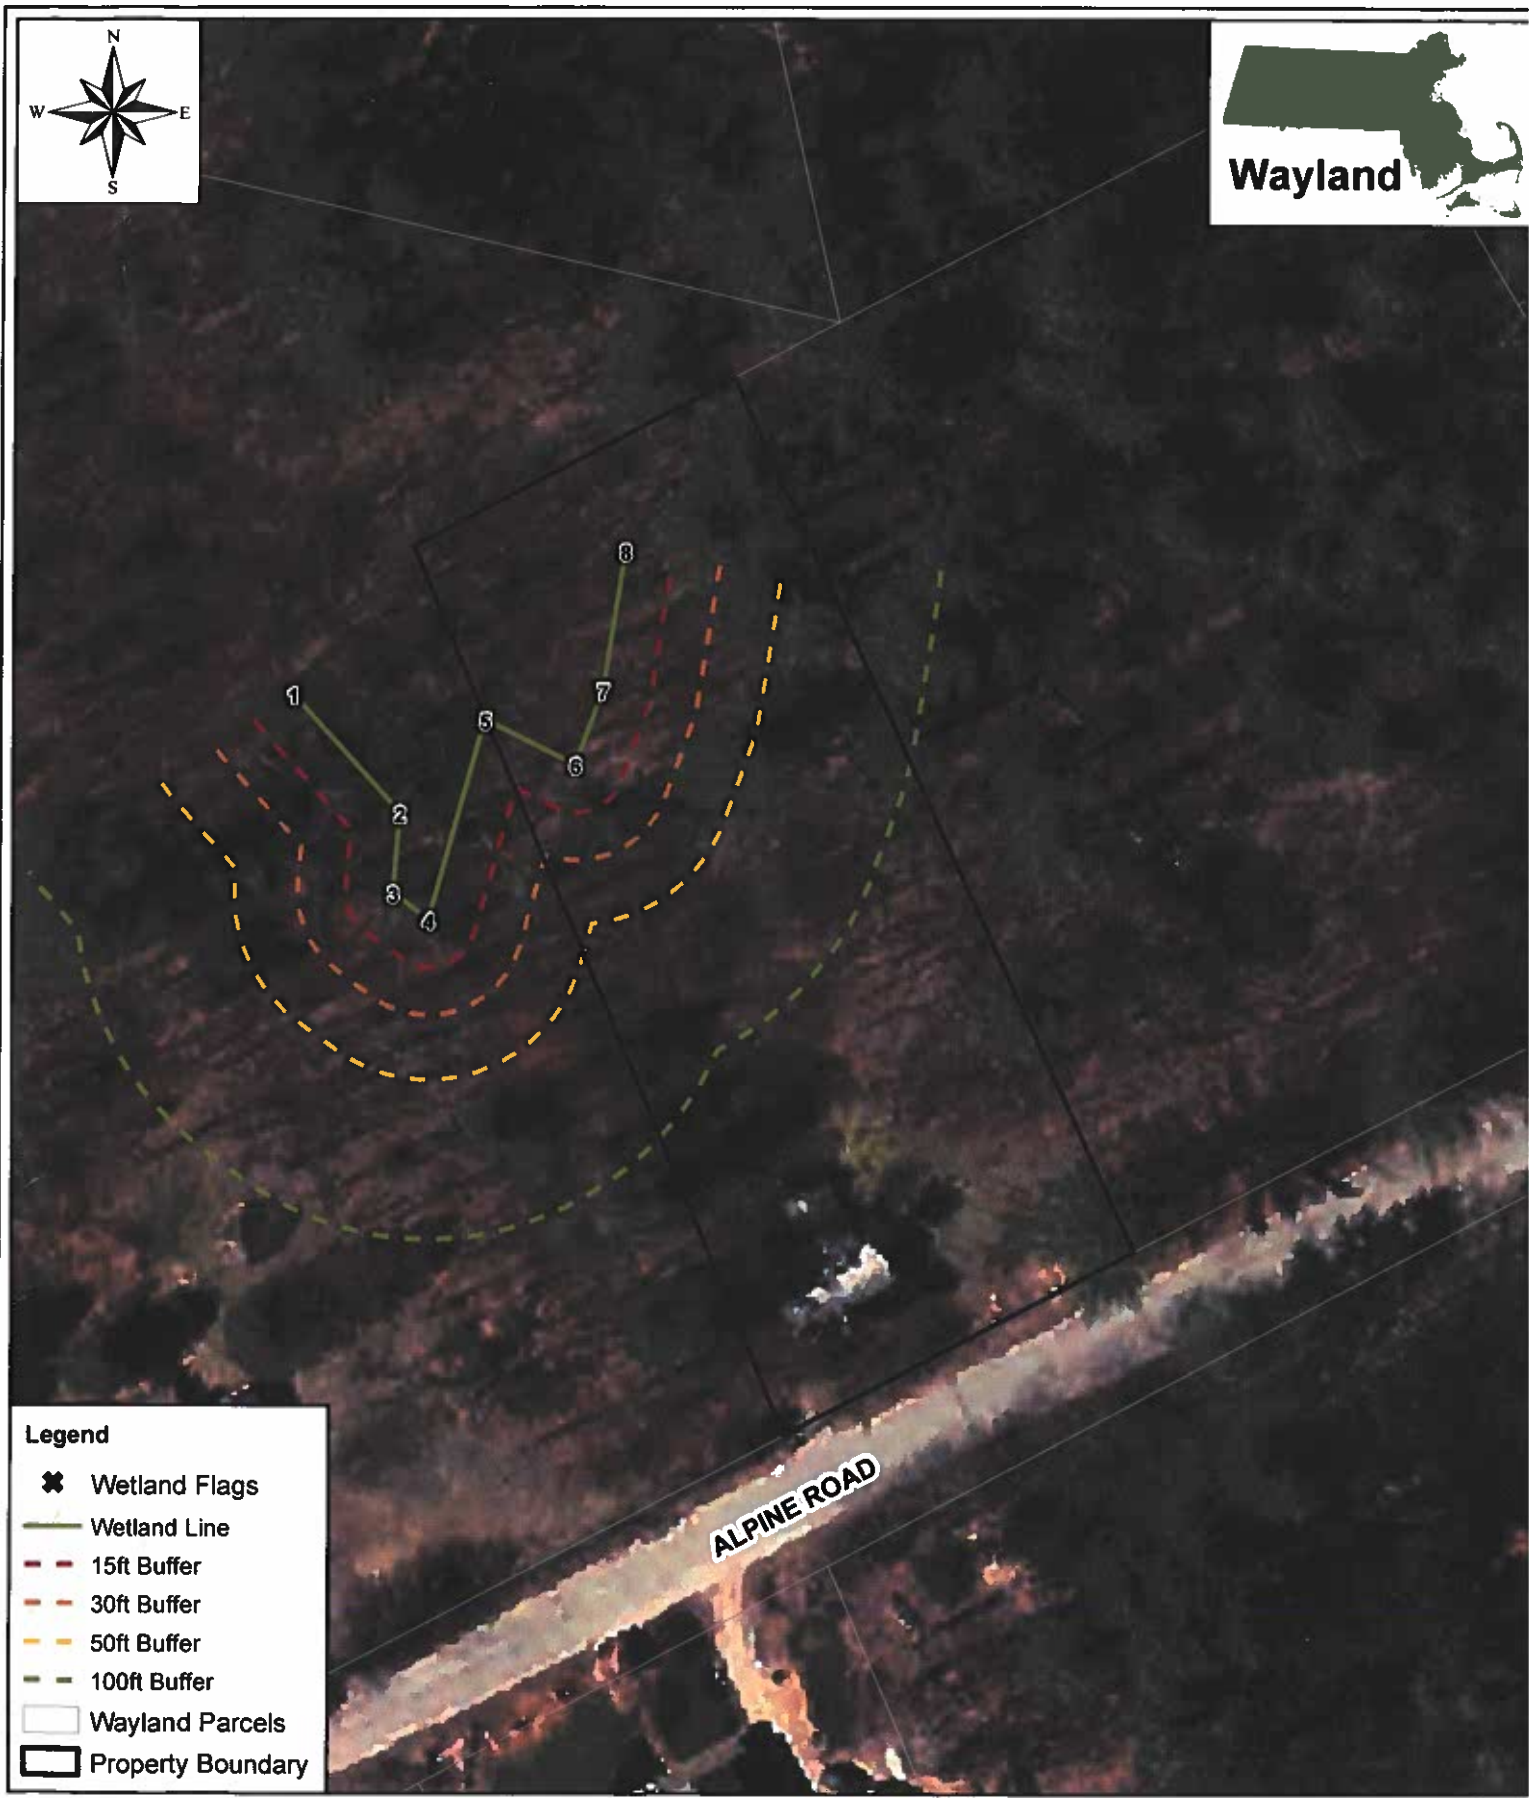 N
W E
S
Wayland
8
1
7
5
6
2
3
4
ALPINE ROAD
Legend
Wetland Flags
Wetland Line
15ft Buffer
30ft Buffer
50ft Buffer
100ft Buffer
Wayland Parcels
Property Boundary